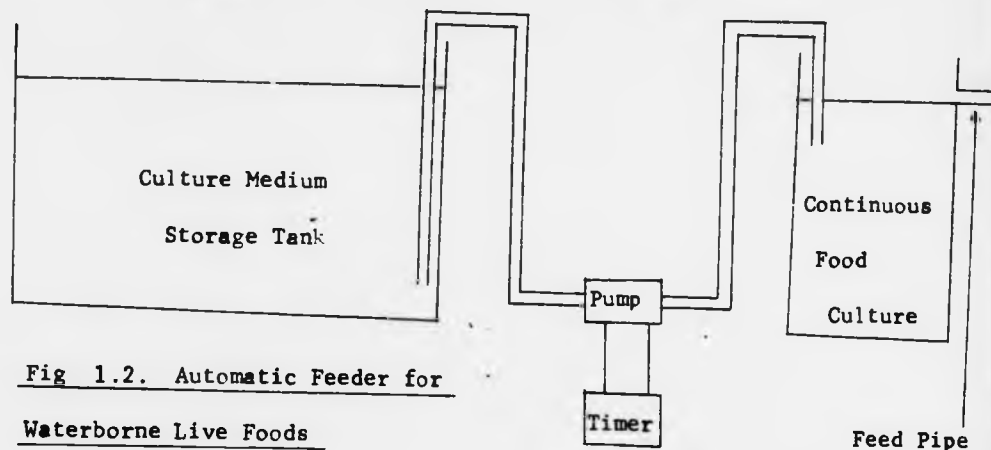 Culture Medium
Storage Tank
Pump
Timer
Continuous
Food
Culture
Feed Pipe
Fig 1.2. Automatic Feeder for
Waterborne Live Foods